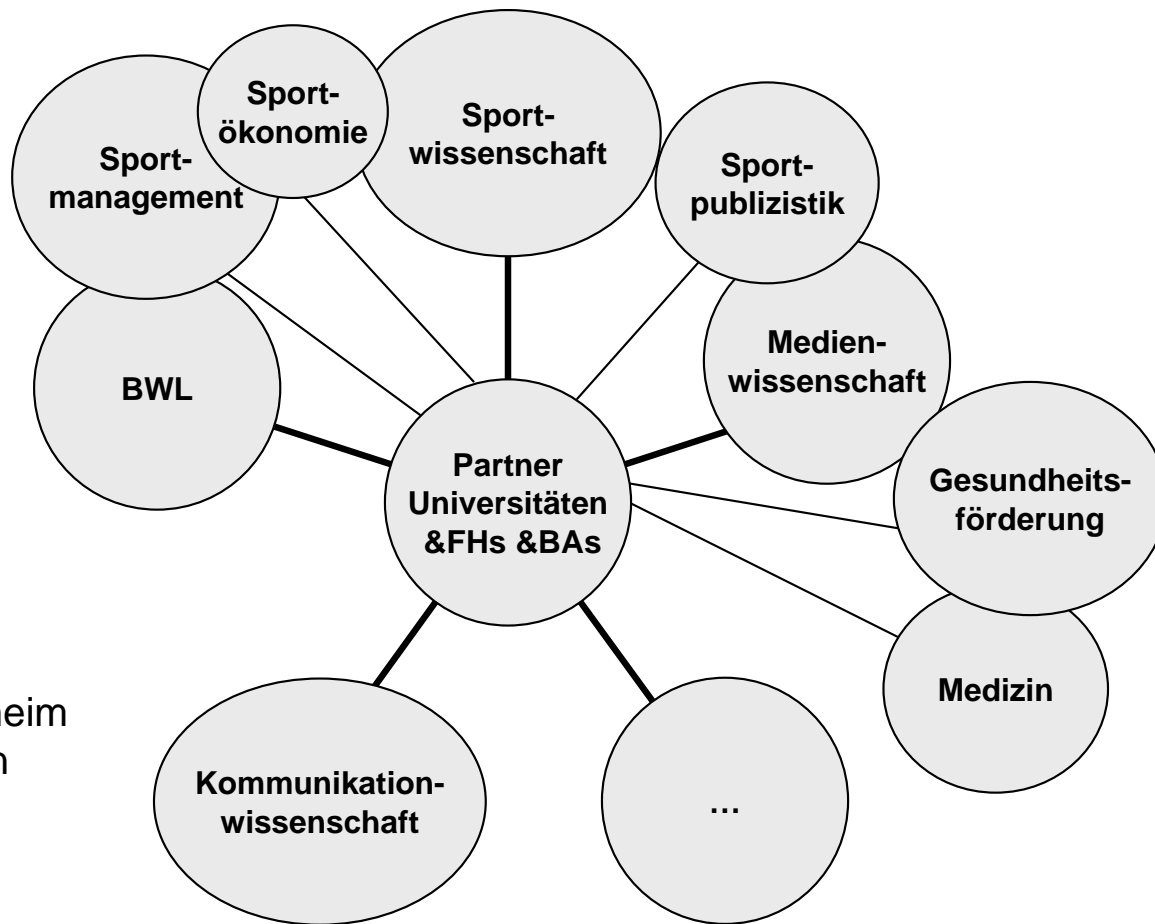 Sport-
ökonomie
Sport-
wissenschaft
Sport-
management
Sport-
publizistik
Medien-
wissenschaft
BWL
Partner
Universitäten
&FHs &BAs
Gesundheits-
förderung
Medizin
Kommunikation-
wissenschaft
...